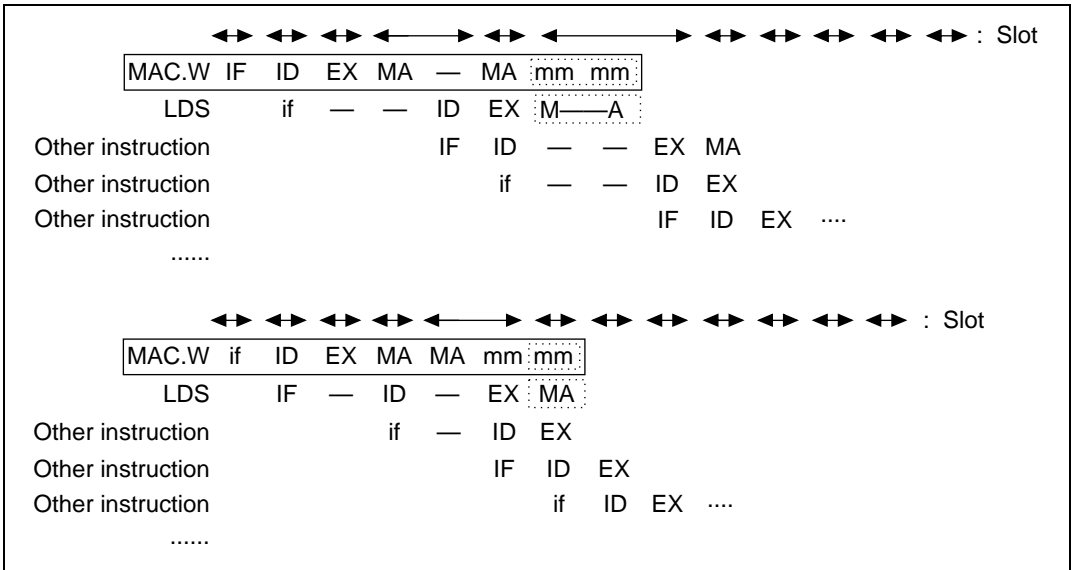 : Slot
MAC.W IF ID EX MA — MA mm mm
LDS if — — ID EX M——A
Other instruction IF ID — — EX MA
Other instruction if — — ID EX
Other instruction IF ID EX ....
......
: Slot
MAC.W if ID EX MA MA mm mm
LDS IF — ID — EX MA
Other instruction if — ID EX
Other instruction IF ID EX
Other instruction if ID EX ....
......